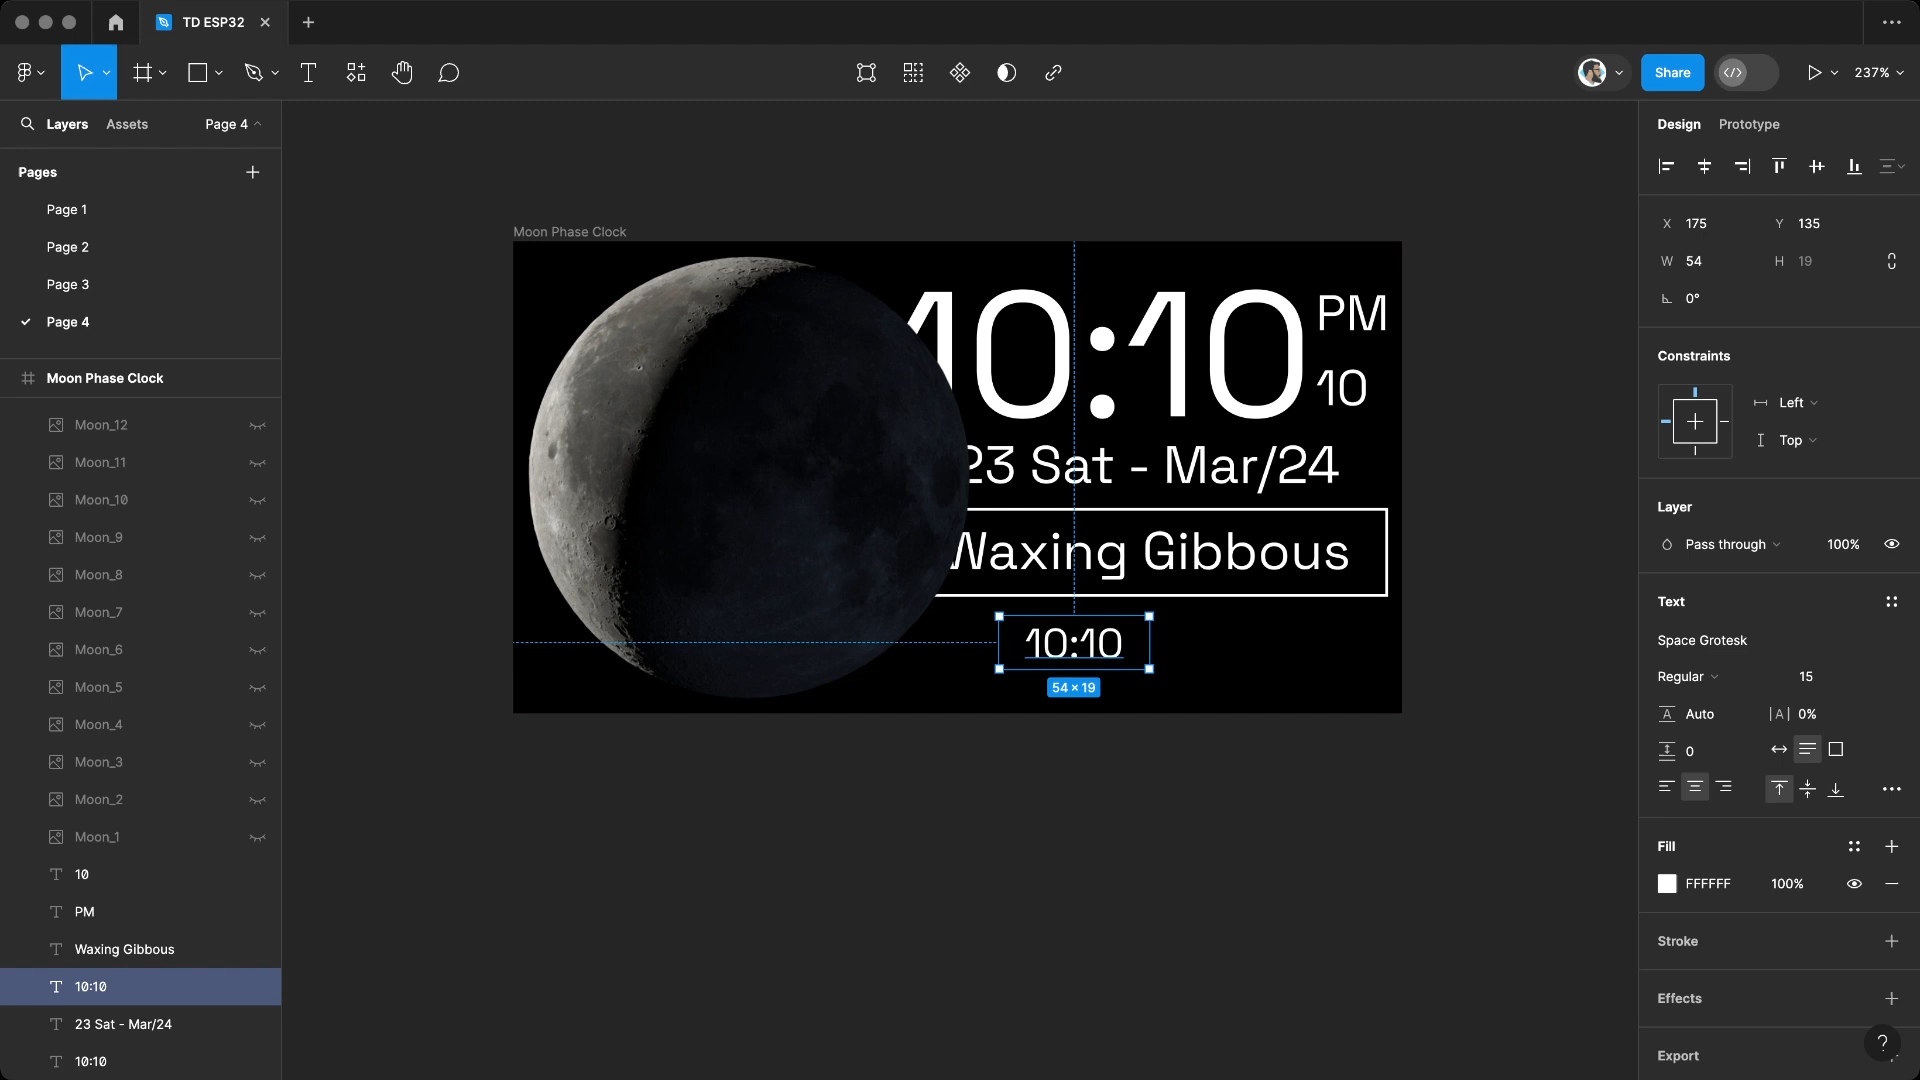 TD ESP32
Share
237%
Layers
Assets
Page 4
Pages
Page 1
Page 2
Page 3
Page 4
Moon Phase Clock
Moon_12
Moon_11
Moon_10
Moon_9
Moon_8
Moon_7
Moon_6
Moon_5
Moon_4
Moon_3
Moon_2
Moon_1
10
PM
Waxing Gibbous
10:10
23 Sat - Mar/24
10:10
Moon Phase Clock
10:10
PM
10
23 Sat - Mar/24
Waxing Gibbous
10:10
54 × 19
Design
Prototype
X 175
Y 135
W 54
H 19
0°
Constraints
Left
Top
Layer
Pass through
100%
Text
Space Grotesk
Regular
15
A Auto
|A| 0%
0
Fill
FFFFFF
100%
Stroke
Effects
Export
?